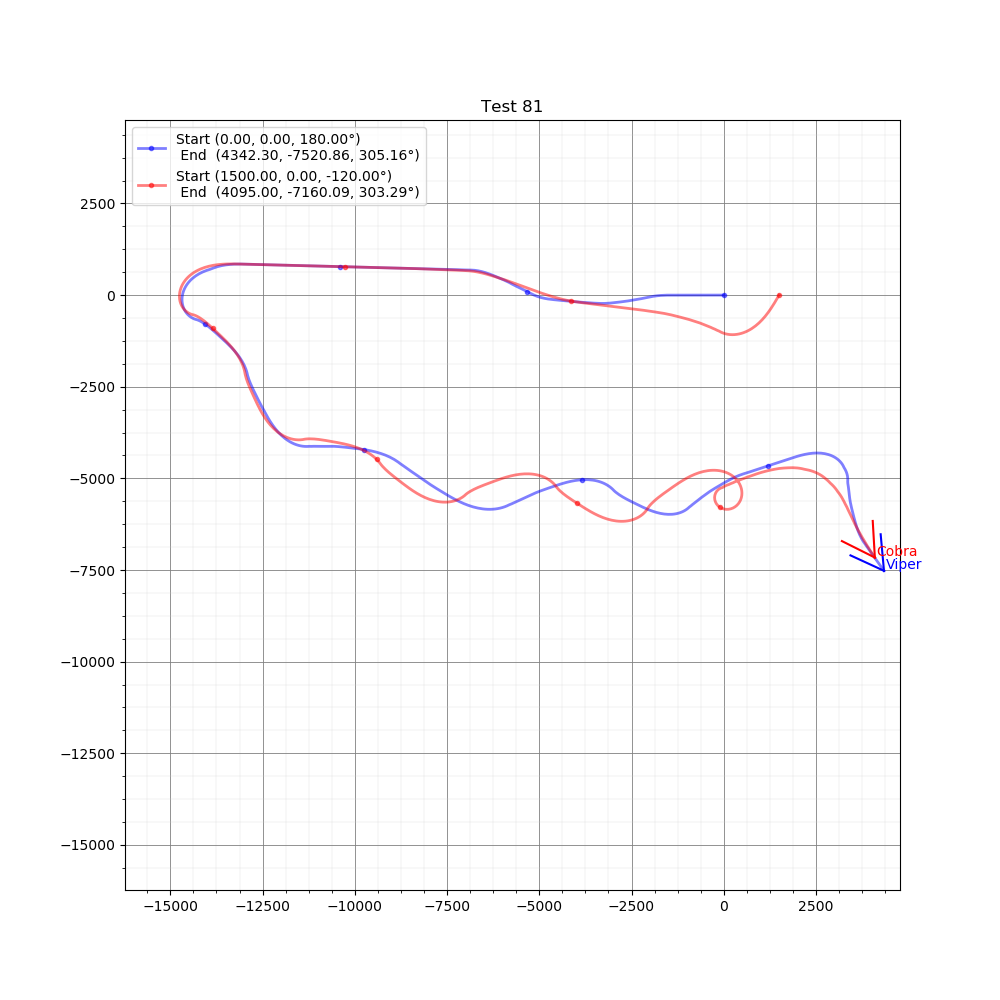 Test 81
Start (0.00, 0.00, 180.00°)
End  (4342.30, -7520.86, 305.16°)
Start (1500.00, 0.00, -120.00°)
End  (4095.00, -7160.09, 303.29°)
2500
0
−2500
−5000
−7500
−10000
−12500
−15000
Cobra
Viper
−15000 −12500 −10000 −7500 −5000 −2500 0 2500